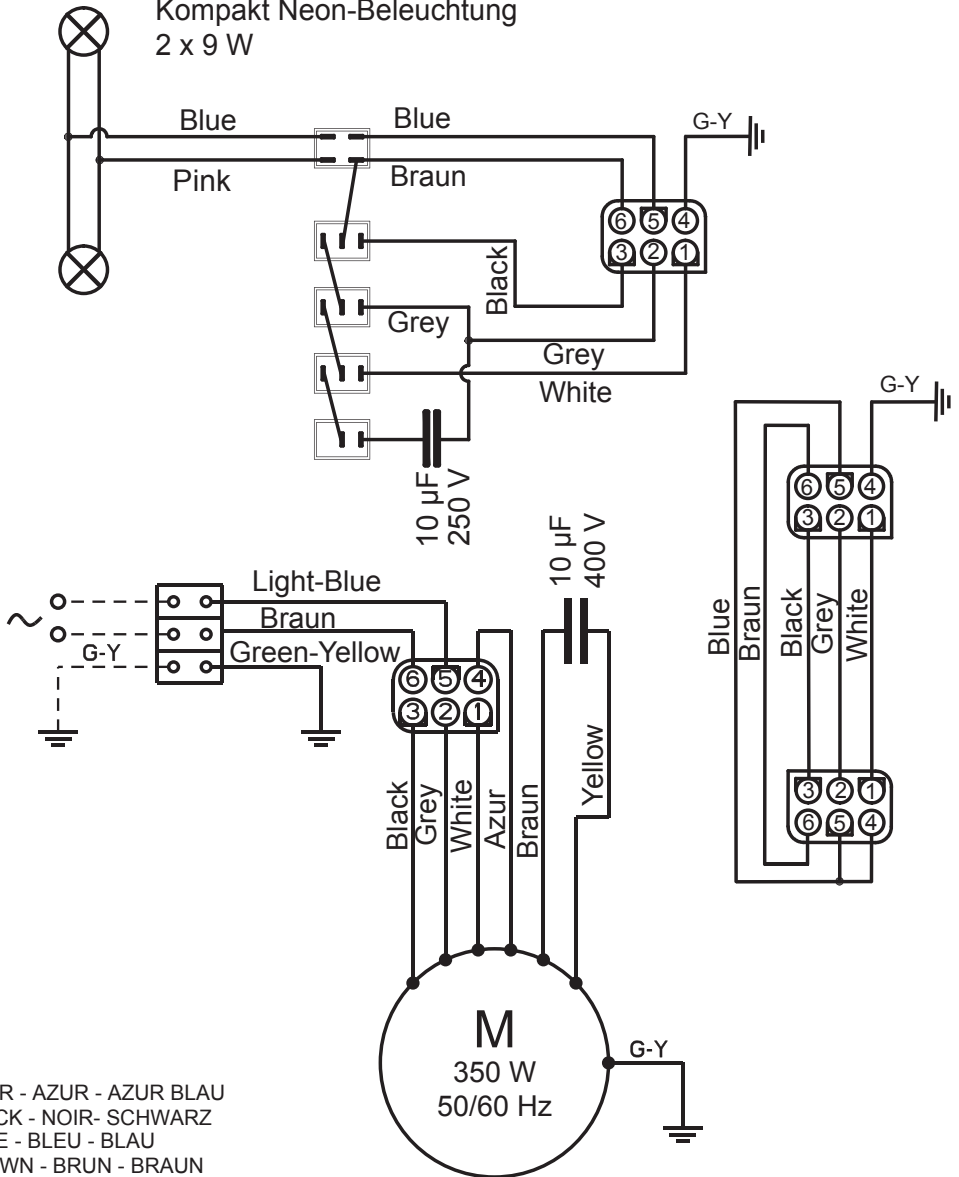 Kompakt Neon-Beleuchtung
2 x 9 W
Blue
Blue
G-Y
Pink
Braun
6 5 4
3 2 1
Black
Grey
Grey
White
10 µF
250 V
G-Y
6 5 4
3 2 1
10 µF
400 V
Light-Blue
Braun
G-Y
Green-Yellow
6 5 4
3 2 1
Blue
Braun
Black
Grey
White
Black
Grey
White
Azur
Braun
Yellow
3 2 1
6 5 4
M
350 W
50/60 Hz
G-Y
R - AZUR - AZUR BLAU
CK - NOIR- SCHWARZ
E - BLEU - BLAU
WN - BRUN - BRAUN